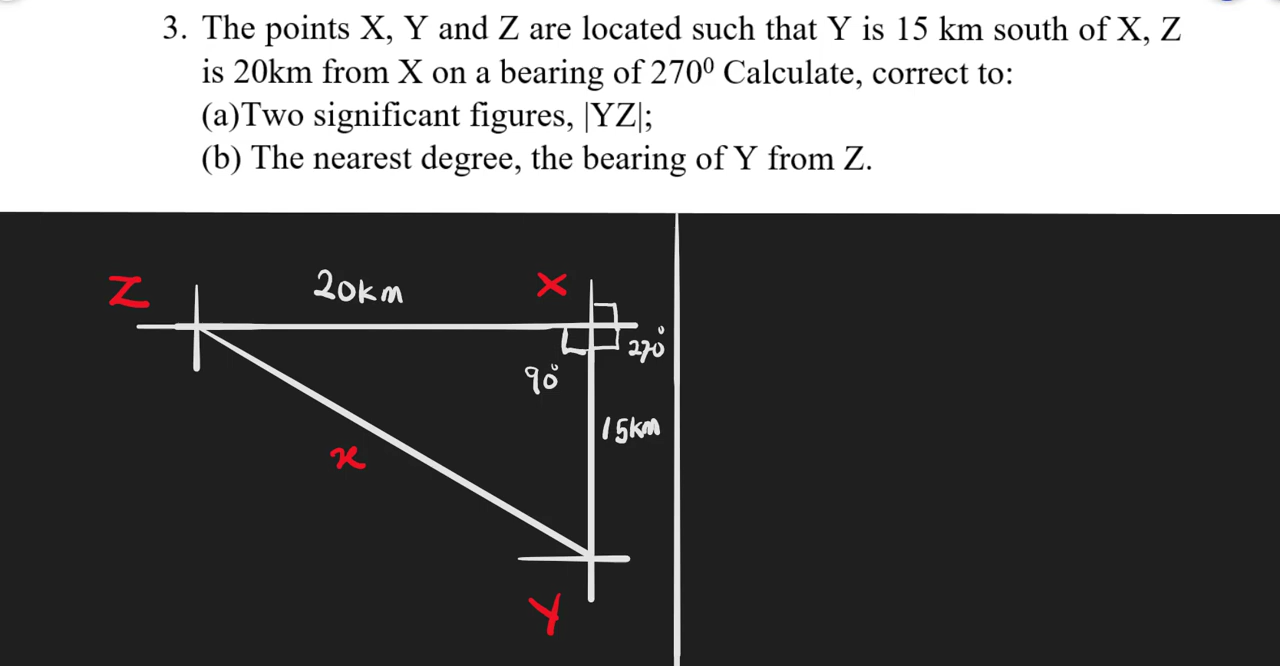 3. The points X, Y and Z are located such that Y is 15 km south of X, Z
is 20km from X on a bearing of 270⁰ Calculate, correct to:
(a)Two significant figures, |YZ|;
(b) The nearest degree, the bearing of Y from Z.
Z
20km
X
270°
90°
15km
x
Y